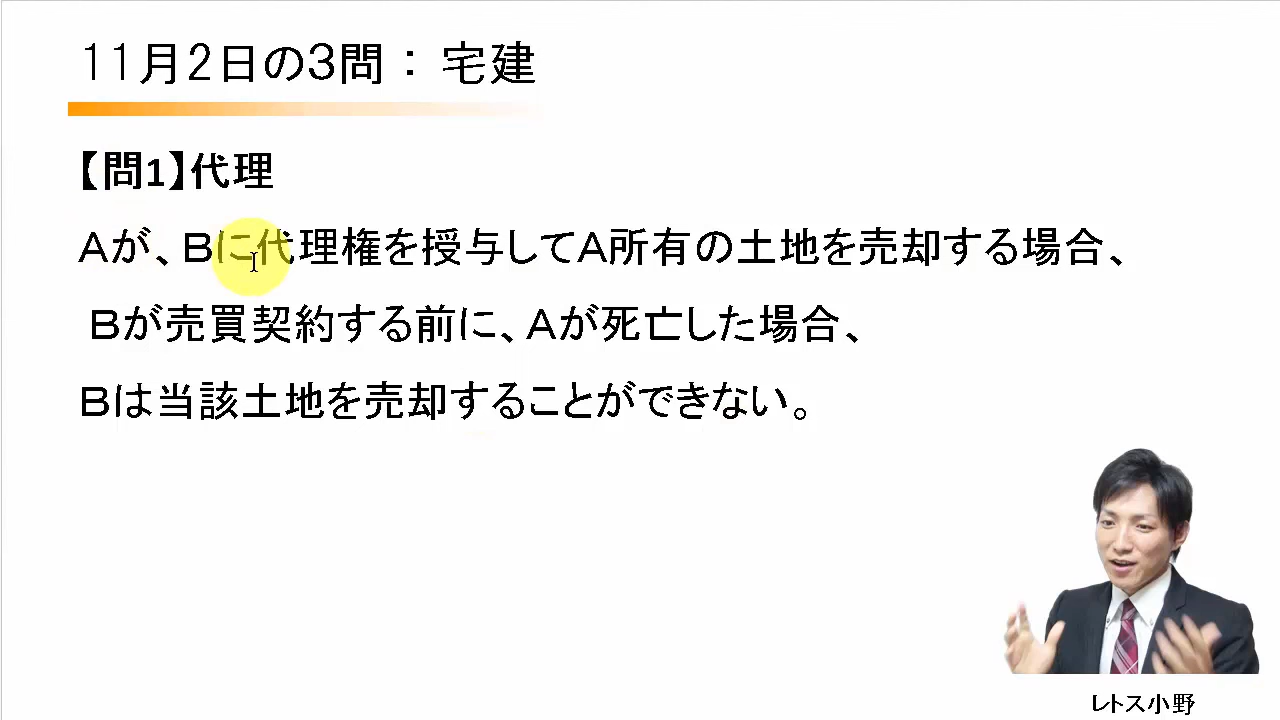 11月2日の3問：宅建
【問1】代理
Aが、Bに代理権を授与してA所有の土地を売却する場合、
Bが売買契約する前に、Aが死亡した場合、
Bは当該土地を売却することができない。
レトス小野